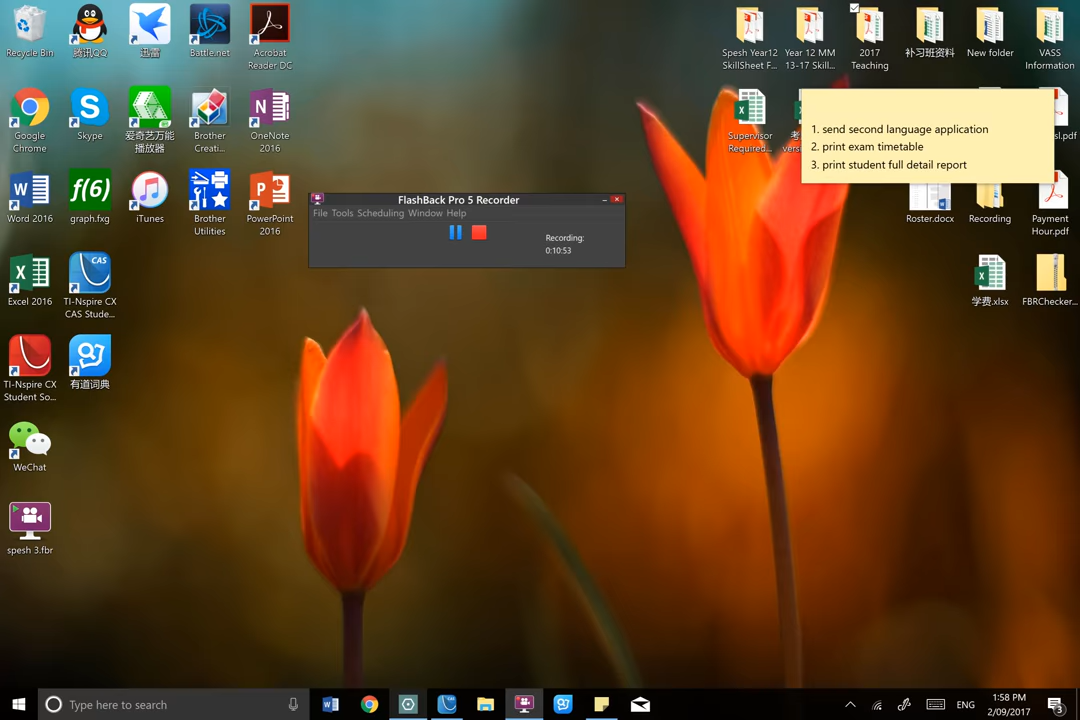 Recycle Bin
腾讯QQ
迅雷
Battle.net
Acrobat
Reader DC
Spesh Year12
SkillSheet F...
Year 12 MM
13-17 Skill...
2017
Teaching
补习班资料
New folder
VASS
Information
Google
Chrome
Skype
爱奇艺万能
播放器
Brother
Creati...
OneNote
2016
Supervisor
Required...
1. send second language application
2. print exam timetable
3. print student full detail report
Word 2016
graph.fxg
f(6)
iTunes
Brother
Utilities
PowerPoint
2016
FlashBack Pro 5 Recorder
File Tools Scheduling Window Help
Recording:
0:10:53
Roster.docx
Recording
Payment
Hour.pdf
Excel 2016
CAS
TI-Nspire CX
CAS Stude...
学费.xlsx
FBRChecker...
TI-Nspire CX
Student So...
有道词典
WeChat
spesh 3.fbr
Type here to search
ENG
1:58 PM
2/09/2017
3